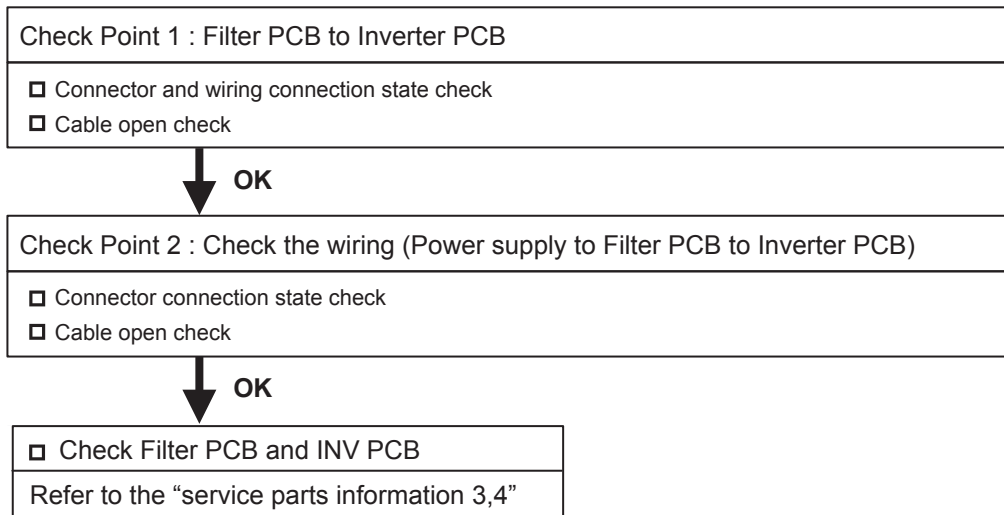 Check Point 1 : Filter PCB to Inverter PCB
Connector and wiring connection state check
Cable open check
OK
Check Point 2 : Check the wiring (Power supply to Filter PCB to Inverter PCB)
Connector connection state check
Cable open check
OK
Check Filter PCB and INV PCB
Refer to the “service parts information 3,4”